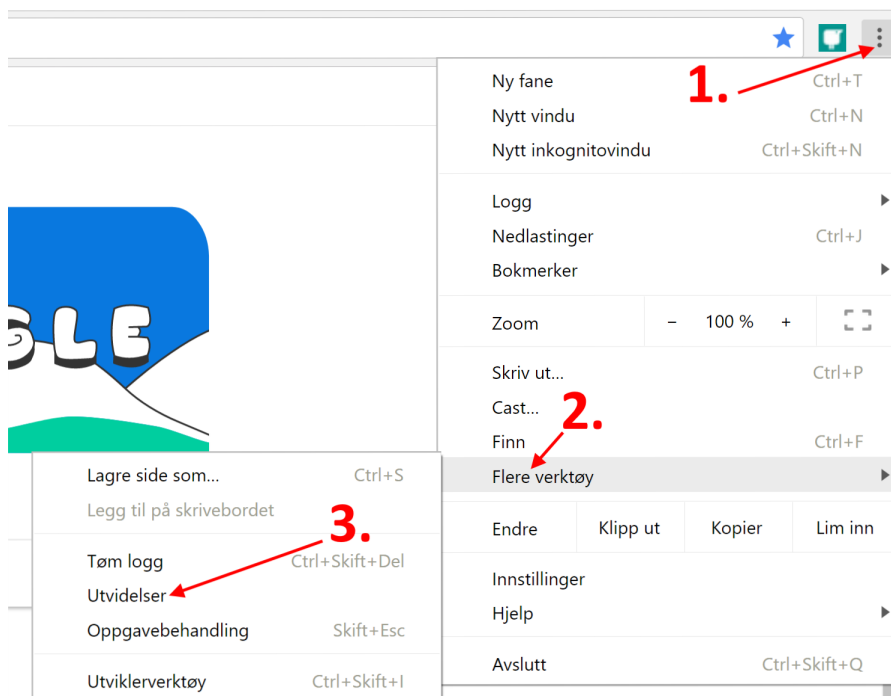 1.
Ny fane Ctrl+T
Nytt vindu Ctrl+N
Nytt inkognitovindu Ctrl+Skift+N
Logg
Nedlastinger Ctrl+J
Bokmerker
Zoom − 100 % +
Skriv ut... Ctrl+P
Cast...
2.
Finn Ctrl+F
Flere verktøy
Endre Klipp ut Kopier Lim inn
Innstillinger
Hjelp
Avslutt Ctrl+Shift+Q
GLE
Lagre side som... Ctrl+S
Legg til på skrivebordet
3.
Tøm logg Ctrl+Skift+Del
Utvidelser
Oppgavebehandling Skift+Esc
Utviklerverktøy Ctrl+Skift+I